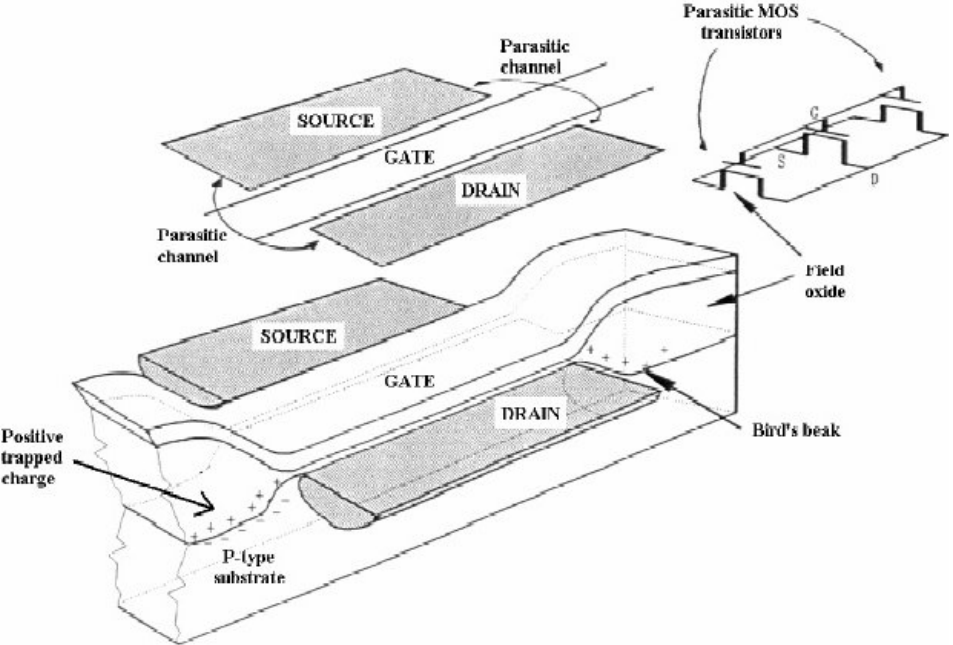 Parasitic MOS
transistors
Parasitic
channel
SOURCE
GATE
DRAIN
G
S
D
Parasitic
channel
Field
oxide
SOURCE
GATE
DRAIN
Positive
trapped
charge
Bird's beak
P-type
substrate